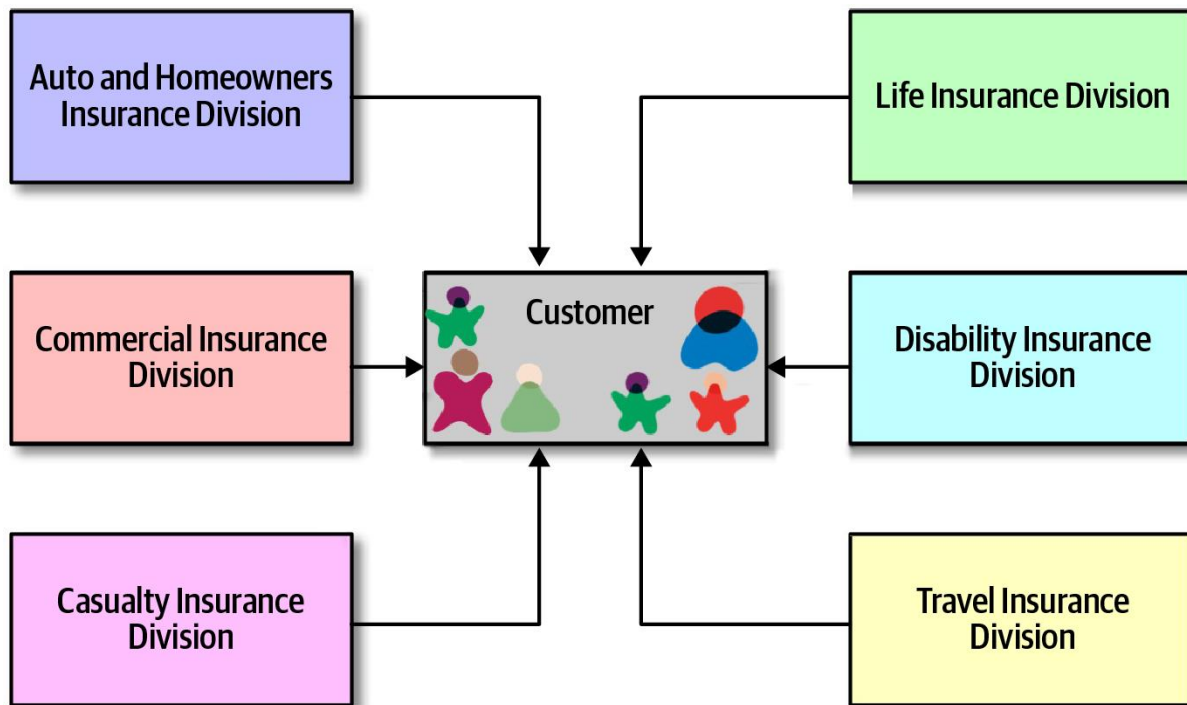 Auto and Homeowners
Insurance Division
Life Insurance Division
Commercial Insurance
Division
Customer
Disability Insurance
Division
Casualty Insurance
Division
Travel Insurance
Division